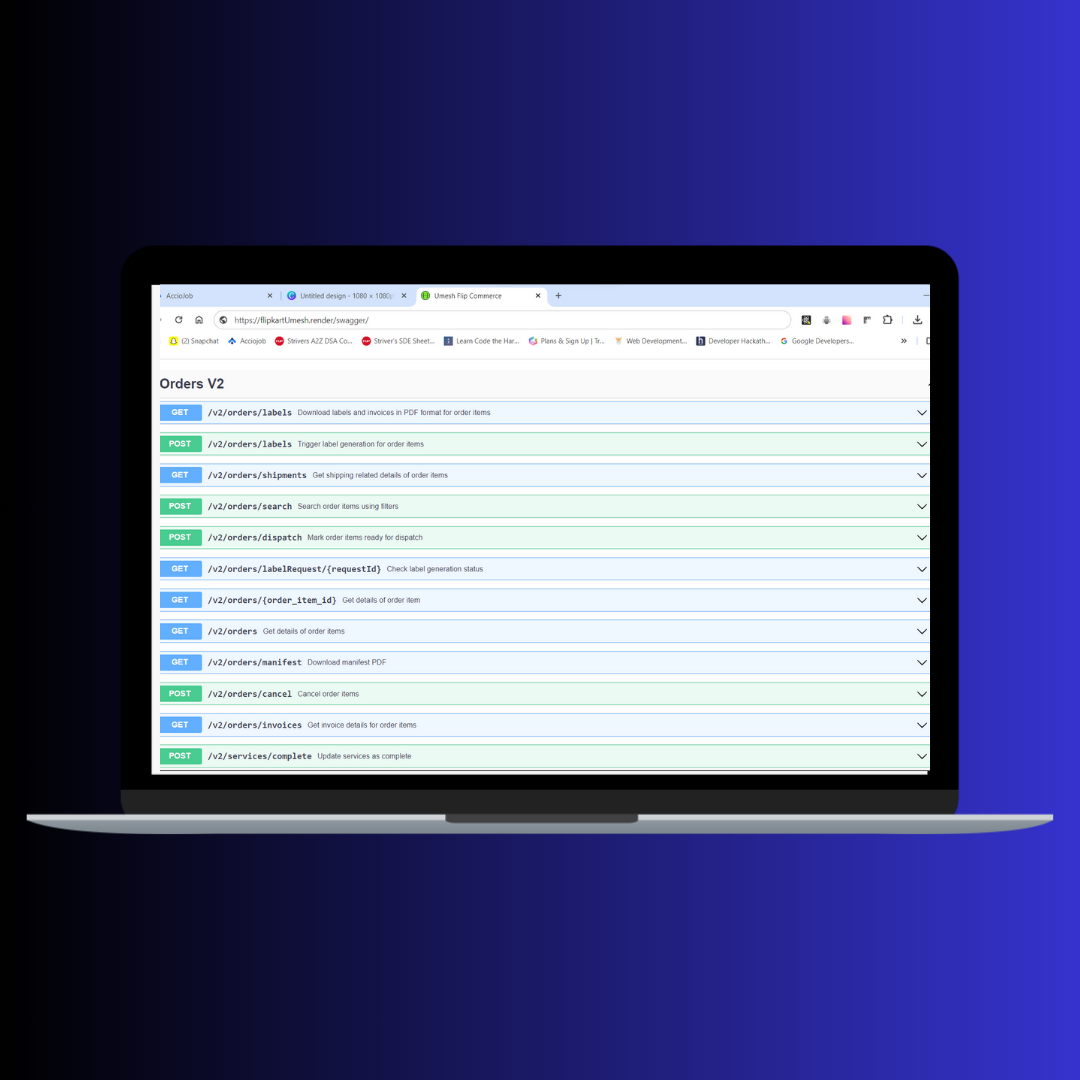 AccioJob Untitled design - 1080 × 1080p Umesh Flip Commerce
https://flipkartUmesh.render/swagger/
(2) Snapchat Acciojob Strivers A2Z DSA Co... Striver's SDE Sheet... Learn Code the Har... Plans & Sign Up | Tr... Web Development... Developer Hackath... Google Developers...
Orders V2
GET /v2/orders/labels Download labels and invoices in PDF format for order items
POST /v2/orders/labels Trigger label generation for order items
GET /v2/orders/shipments Get shipping related details of order items
POST /v2/orders/search Search order items using filters
POST /v2/orders/dispatch Mark order items ready for dispatch
GET /v2/orders/labelRequest/{requestId} Check label generation status
GET /v2/orders/{order_item_id} Get details of order item
GET /v2/orders Get details of order items
GET /v2/orders/manifest Download manifest PDF
POST /v2/orders/cancel Cancel order items
GET /v2/orders/invoices Get invoice details for order items
POST /v2/services/complete Update services as complete